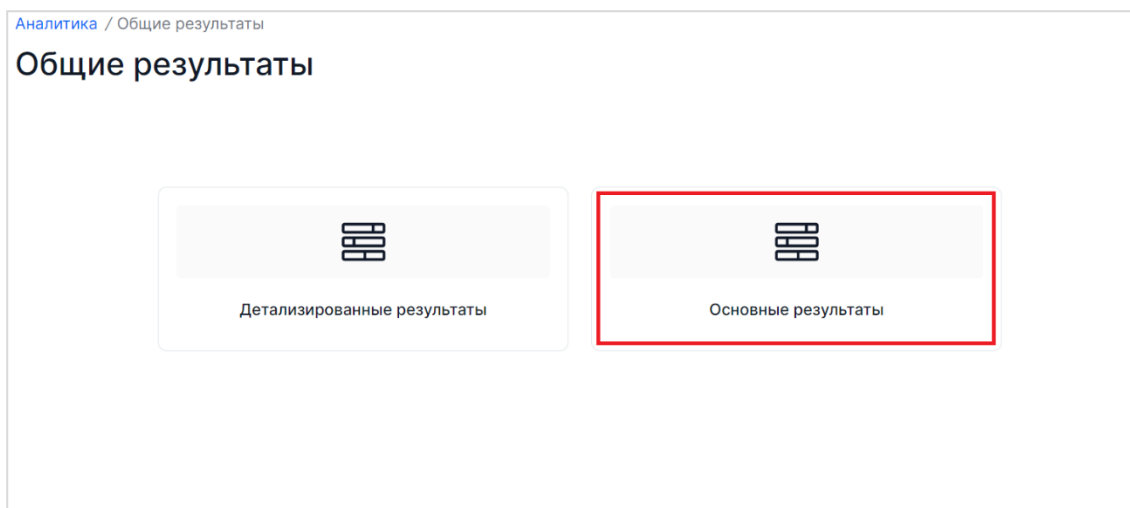 Аналитика / Общие результаты
Общие результаты
Детализированные результаты
Основные результаты